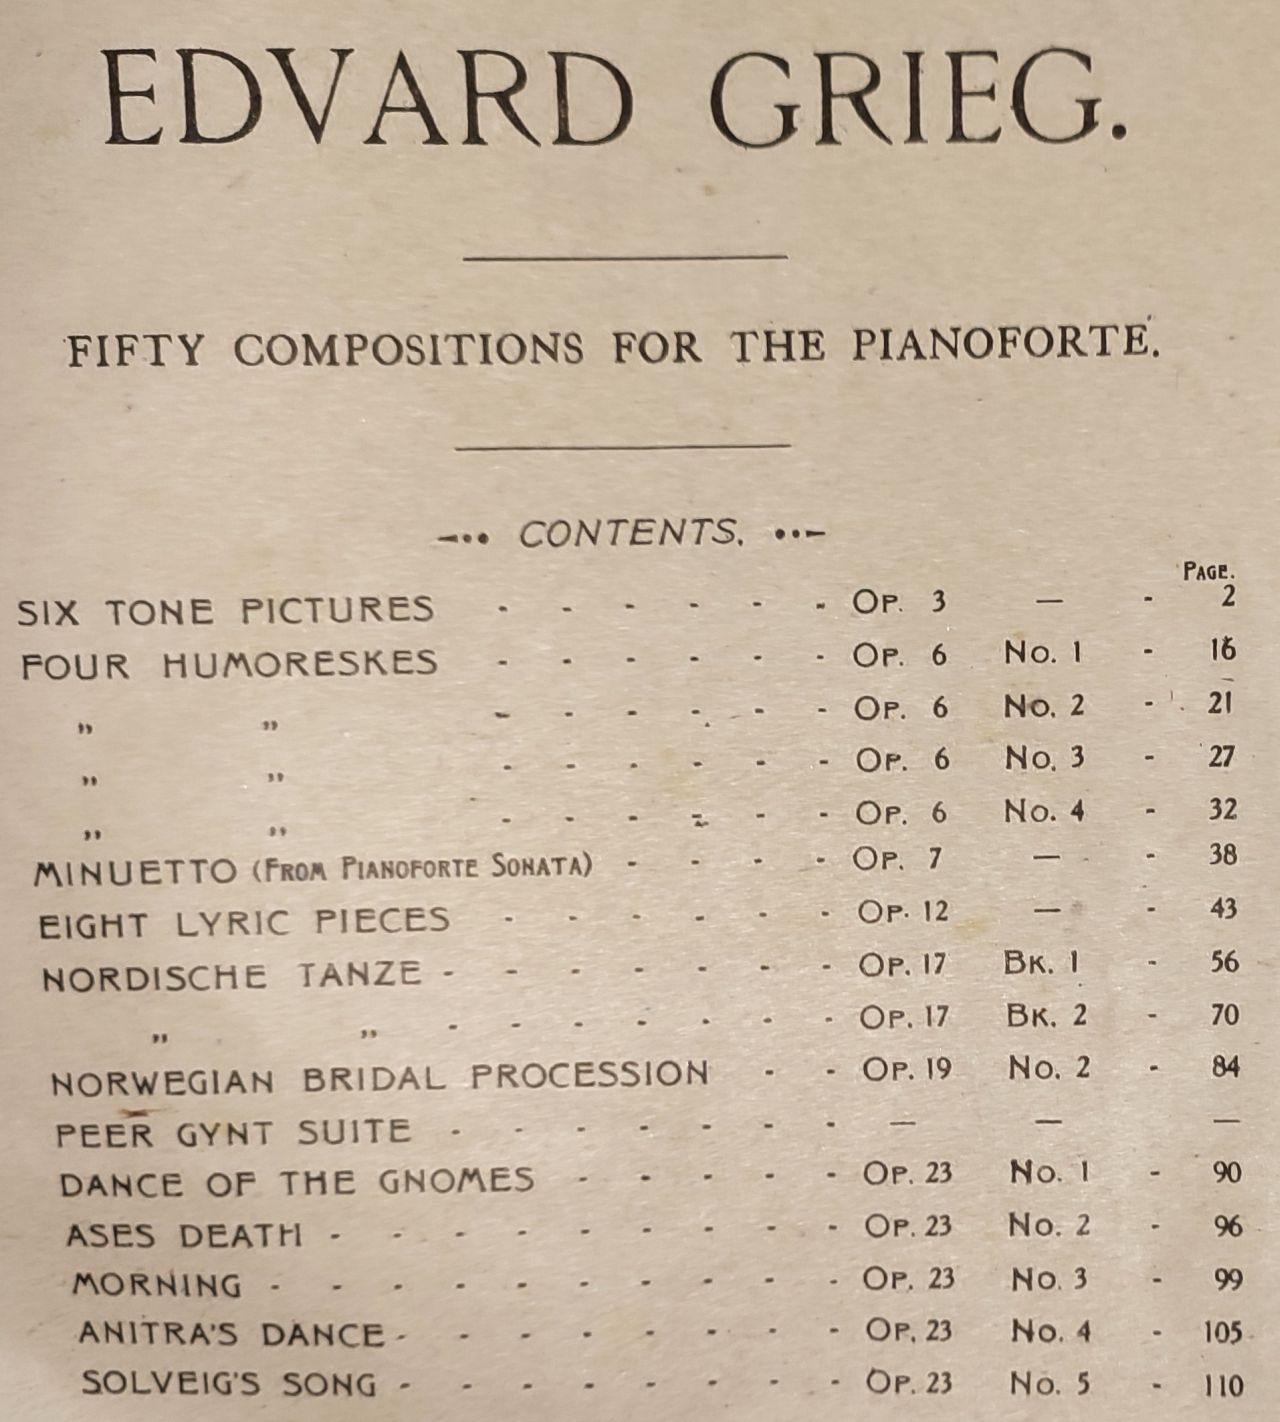 EDVARD GRIEG.
FIFTY COMPOSITIONS FOR THE PIANOFORTE.
CONTENTS.
PAGE.
SIX TONE PICTURES - - - - - - OP. 3 — - 2
FOUR HUMORESKES - - - - - - OP. 6 No. 1 - 16
„ „ - - - - - - OP. 6 No. 2 - 21
„ „ - - - - - - OP. 6 No. 3 - 27
„ „ - - - - - - OP. 6 No. 4 - 32
MINUETTO (FROM PIANOFORTE SONATA) - - - - OP. 7 — - 38
EIGHT LYRIC PIECES - - - - - - OP. 12 — - 43
NORDISCHE TANZE - - - - - - - OP. 17 BK. 1 - 56
„ „ - - - - - - - OP. 17 BK. 2 - 70
NORWEGIAN BRIDAL PROCESSION - - OP. 19 No. 2 - 84
PEER GYNT SUITE - - - - - - - — — —
DANCE OF THE GNOMES - - - - - OP. 23 No. 1 - 90
ASES DEATH - - - - - - - - - OP. 23 No. 2 - 96
MORNING - - - - - - - - - - OP. 23 No. 3 - 99
ANITRA'S DANCE - - - - - - - - OP. 23 No. 4 - 105
SOLVEIG'S SONG - - - - - - - - OP. 23 No. 5 - 110